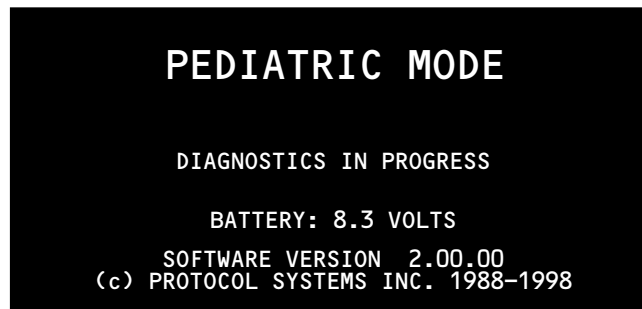 PEDIATRIC MODE
DIAGNOSTICS IN PROGRESS
BATTERY: 8.3 VOLTS
SOFTWARE VERSION 2.00.00
(c) PROTOCOL SYSTEMS INC. 1988–1998